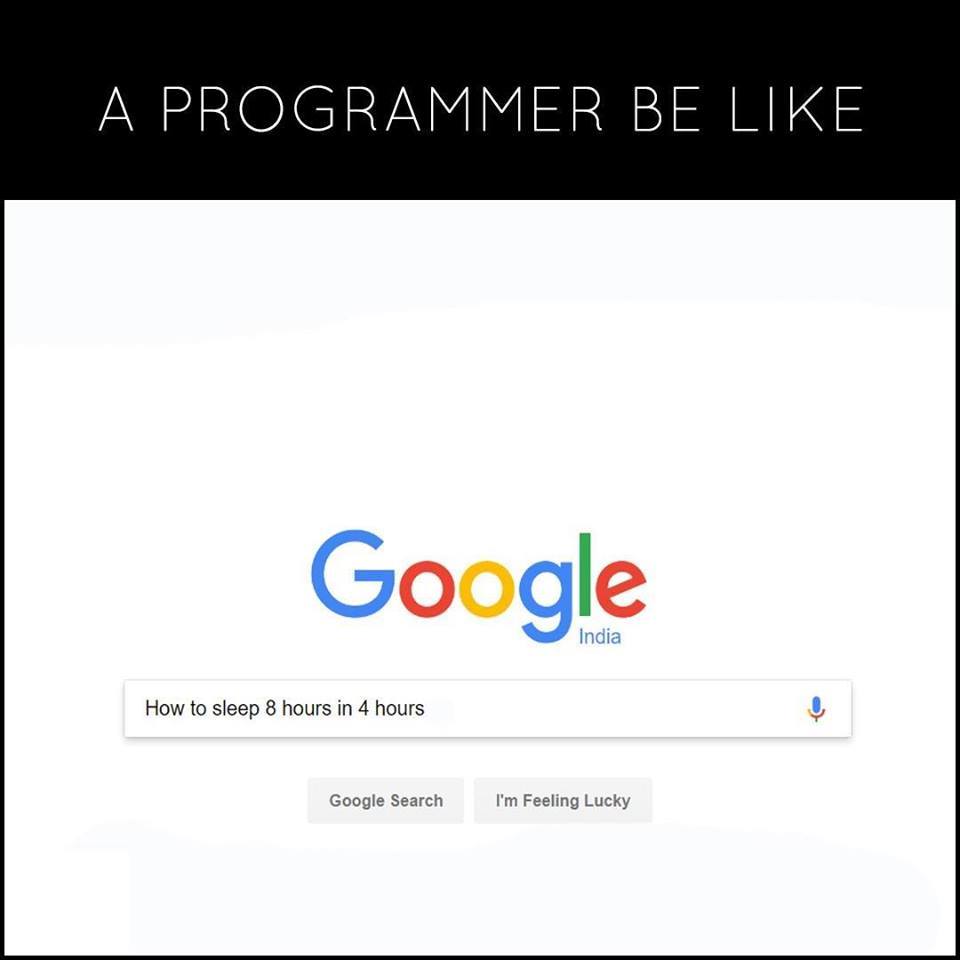 A PROGRAMMER BE LIKE
Google
India
How to sleep 8 hours in 4 hours
Google Search
I'm Feeling Lucky